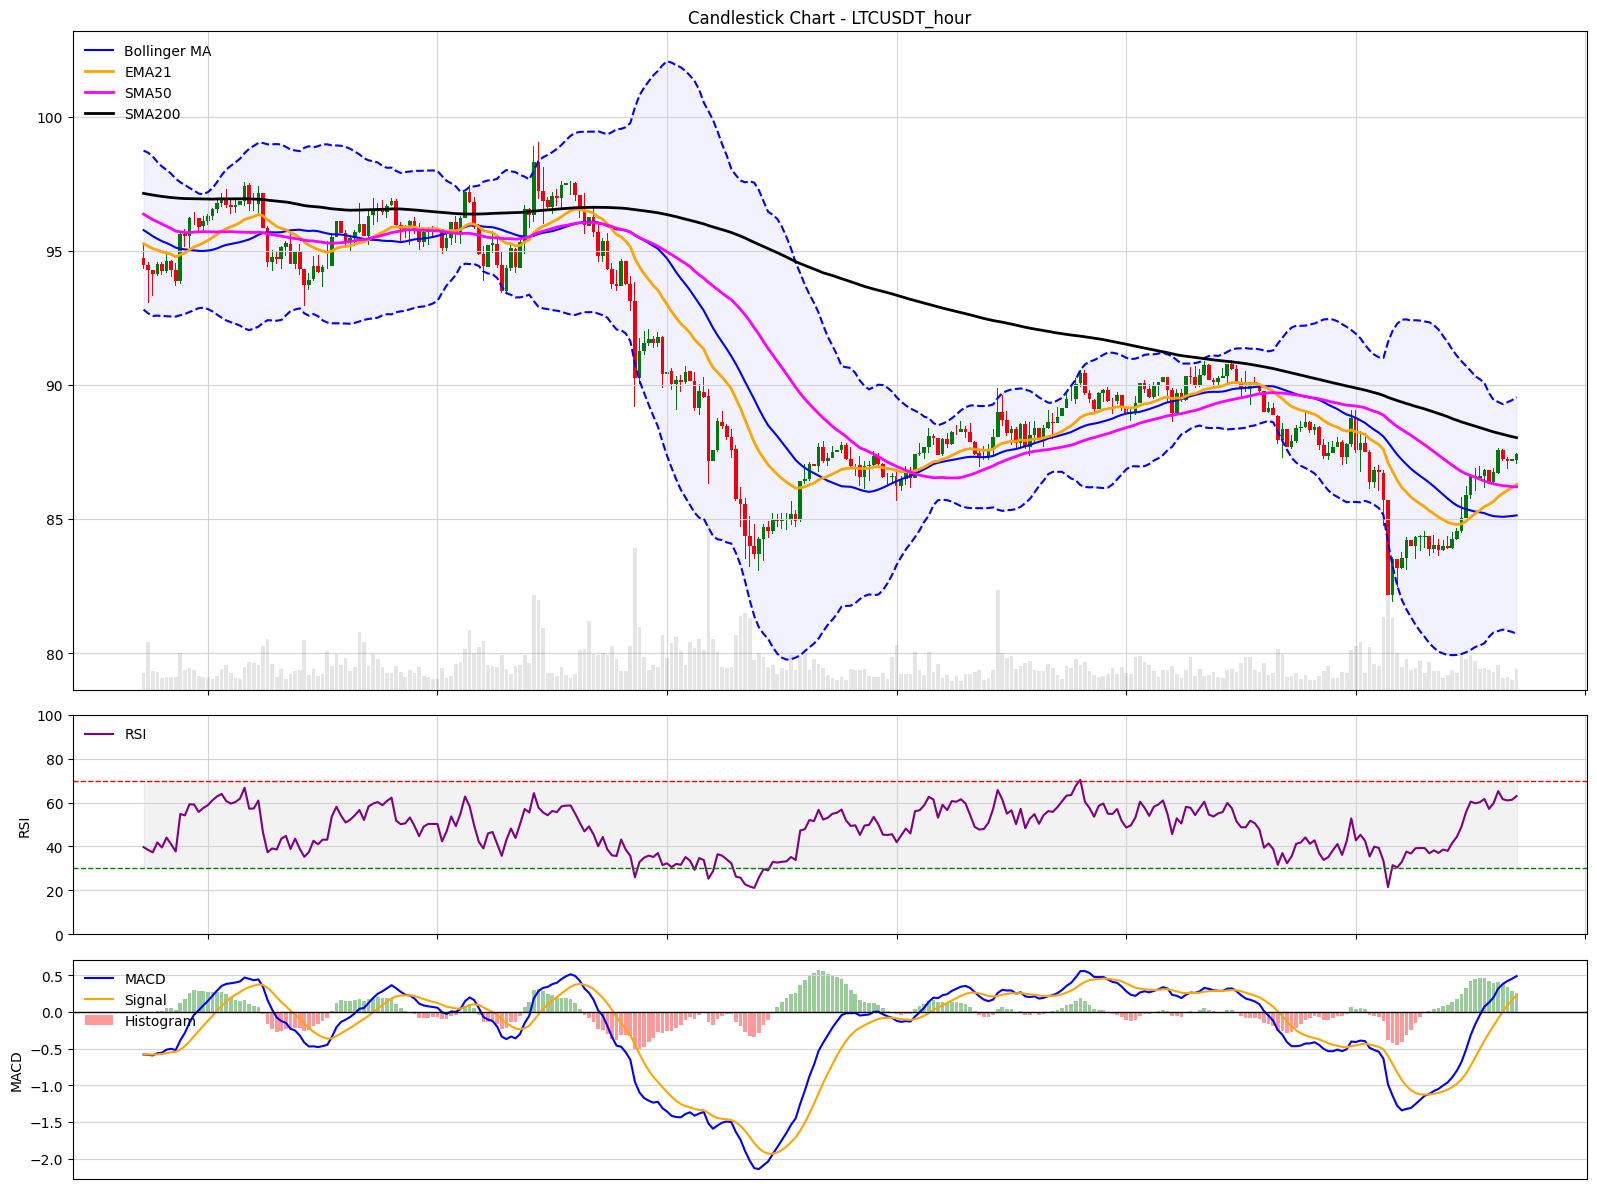 Candlestick Chart - LTCUSDT_hour
Bollinger MA
EMA21
SMA50
SMA200
100
95
90
85
80
RSI
100
80
60
40
20
0
RSI
MACD
Signal
Histogram
0.5
0.0
−0.5
−1.0
−1.5
−2.0
MACD